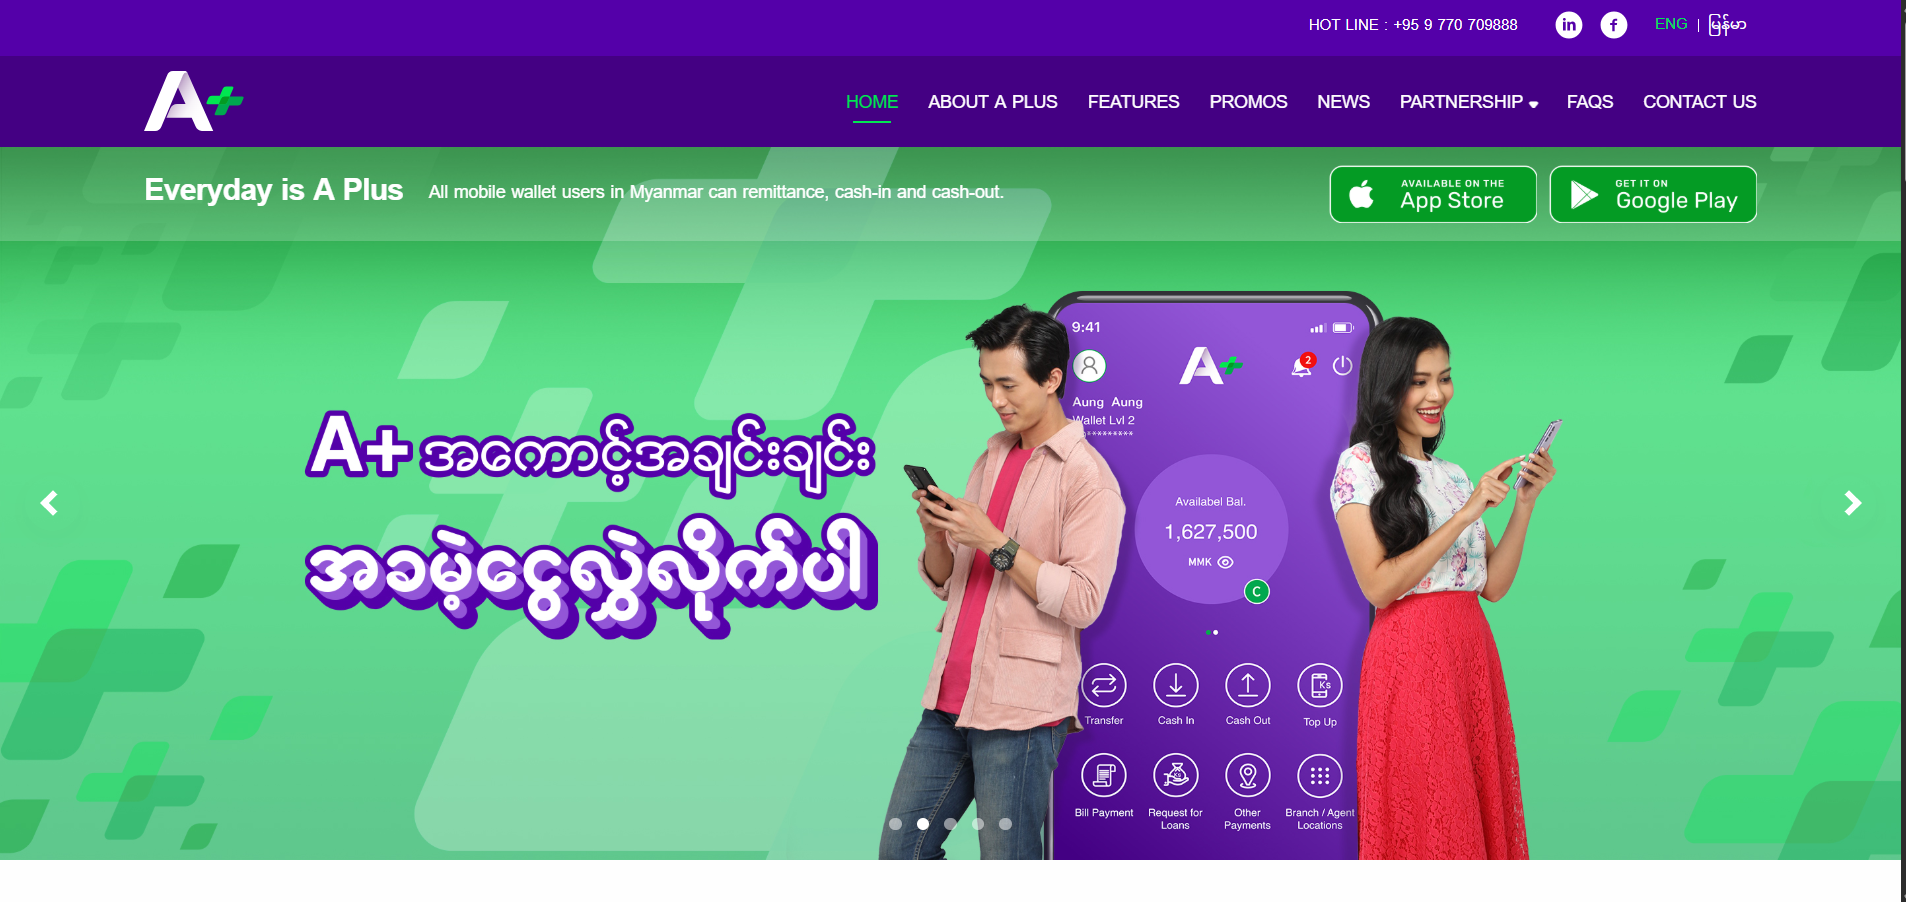 HOT LINE : +95 9 770 709888
in f
ENG | မြန်မာ
A+
HOME ABOUT A PLUS FEATURES PROMOS NEWS PARTNERSHIP FAQS CONTACT US
Everyday is A Plus All mobile wallet users in Myanmar can remittance, cash-in and cash-out.
AVAILABLE ON THE
App Store
GET IT ON
Google Play
A+ အကောင့်အချင်းချင်း
အခမဲ့ငွေလွှဲလိုက်ပါ
9:41
A+
2
Aung Aung
Wallet Lvl 2
*********
Availabel Bal.
1,627,500
MMK
C
Transfer Cash In Cash Out Top Up
Ks
Bill Payment Request for Loans Other Payments Branch / Agent Locations